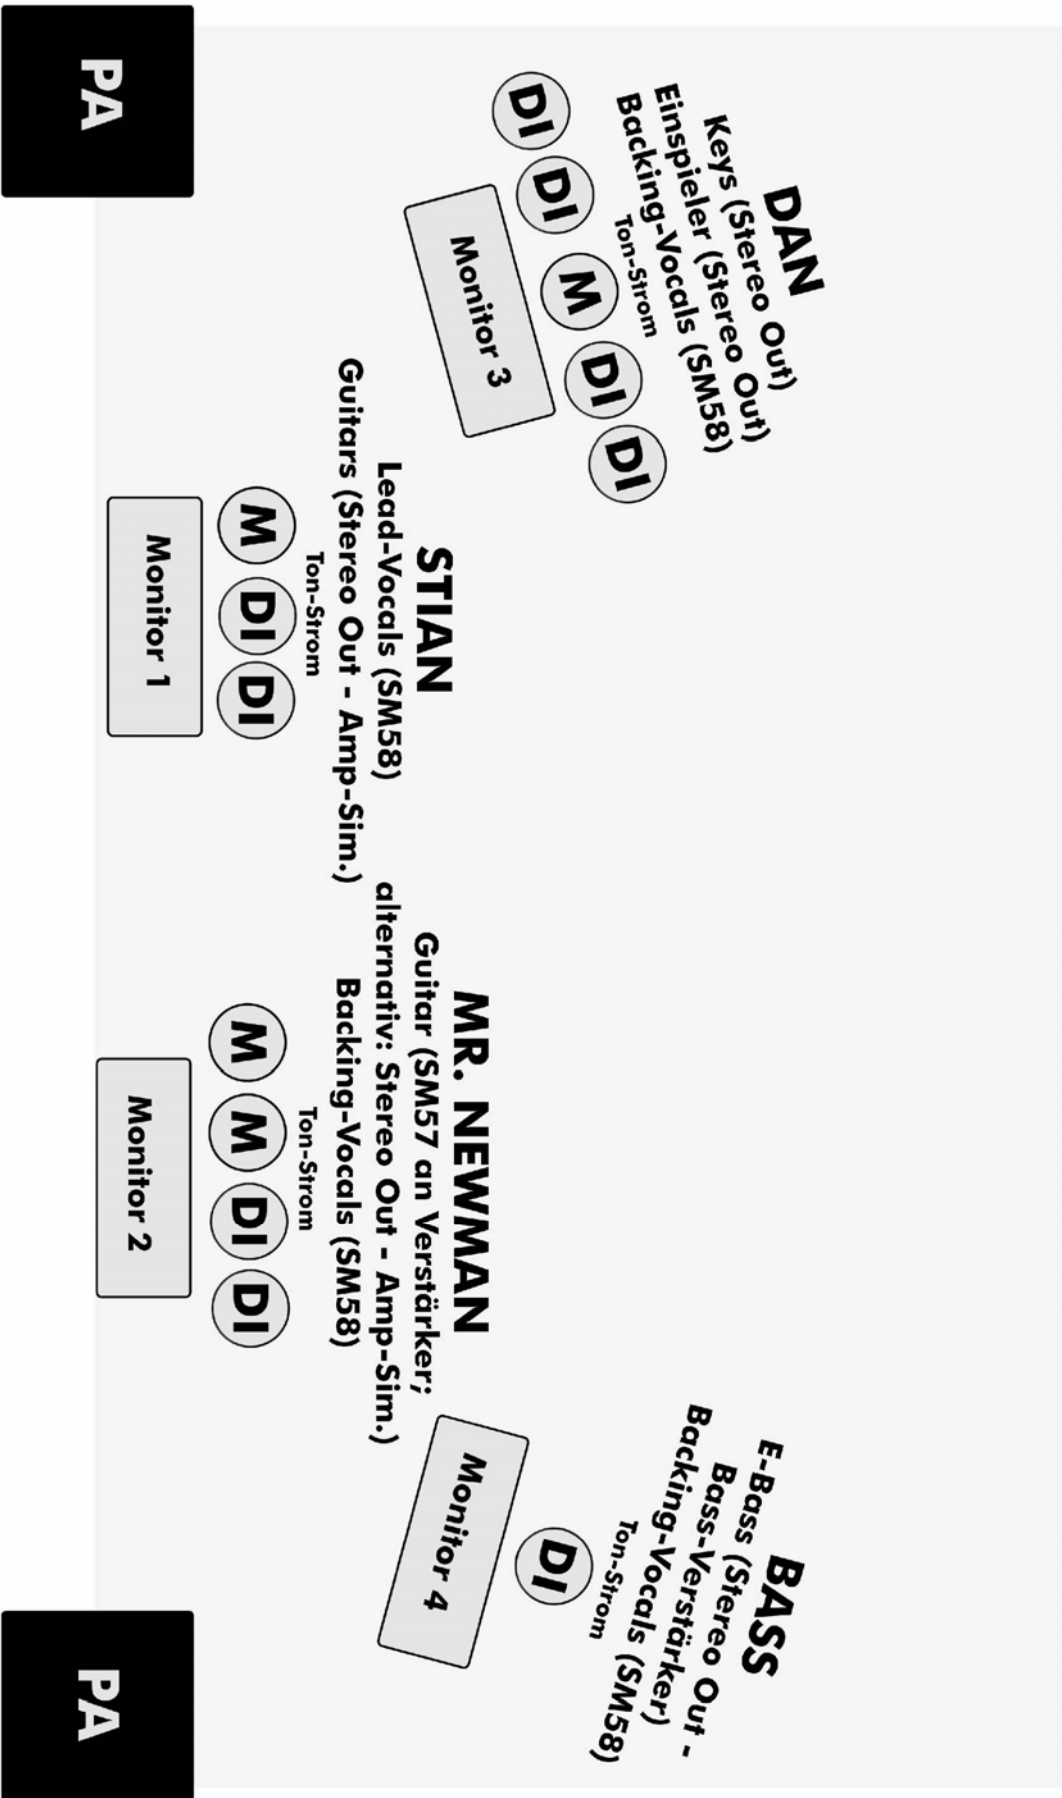 DAN
Keys (Stereo Out)
Einspieler (Stereo Out)
Backing-Vocals (SM58)
Ton-Strom
DI
DI
M
DI
DI
Monitor 3
BASS
E-Bass (Stereo Out -
Bass-Verstärker)
Backing-Vocals (SM58)
Ton-Strom
DI
Monitor 4
STIAN
Lead-Vocals (SM58)
Guitars (Stereo Out - Amp-Sim.)
Ton-Strom
M
DI
DI
Monitor 1
MR. NEWMAN
Guitar (SM57 an Verstärker;
alternativ: Stereo Out - Amp-Sim.)
Backing-Vocals (SM58)
Ton-Strom
M
M
DI
DI
Monitor 2
PA
PA